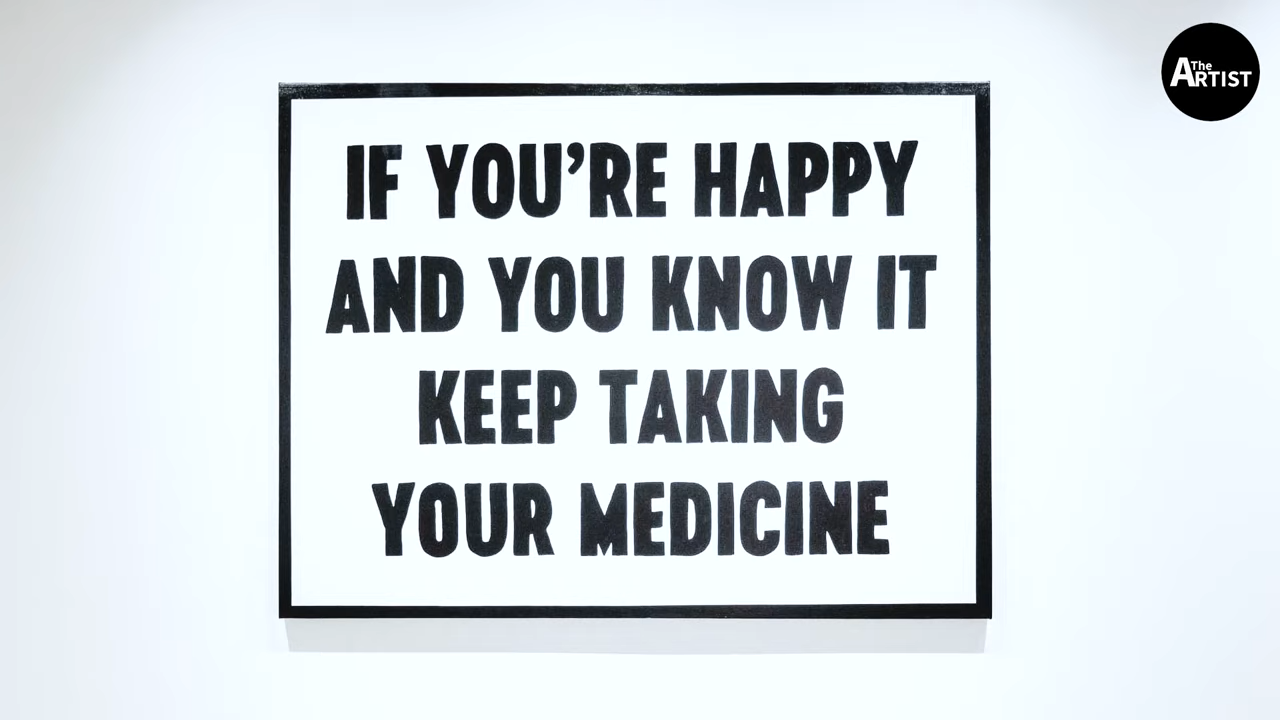 The
ARTIST
IF YOU’RE HAPPY
AND YOU KNOW IT
KEEP TAKING
YOUR MEDICINE